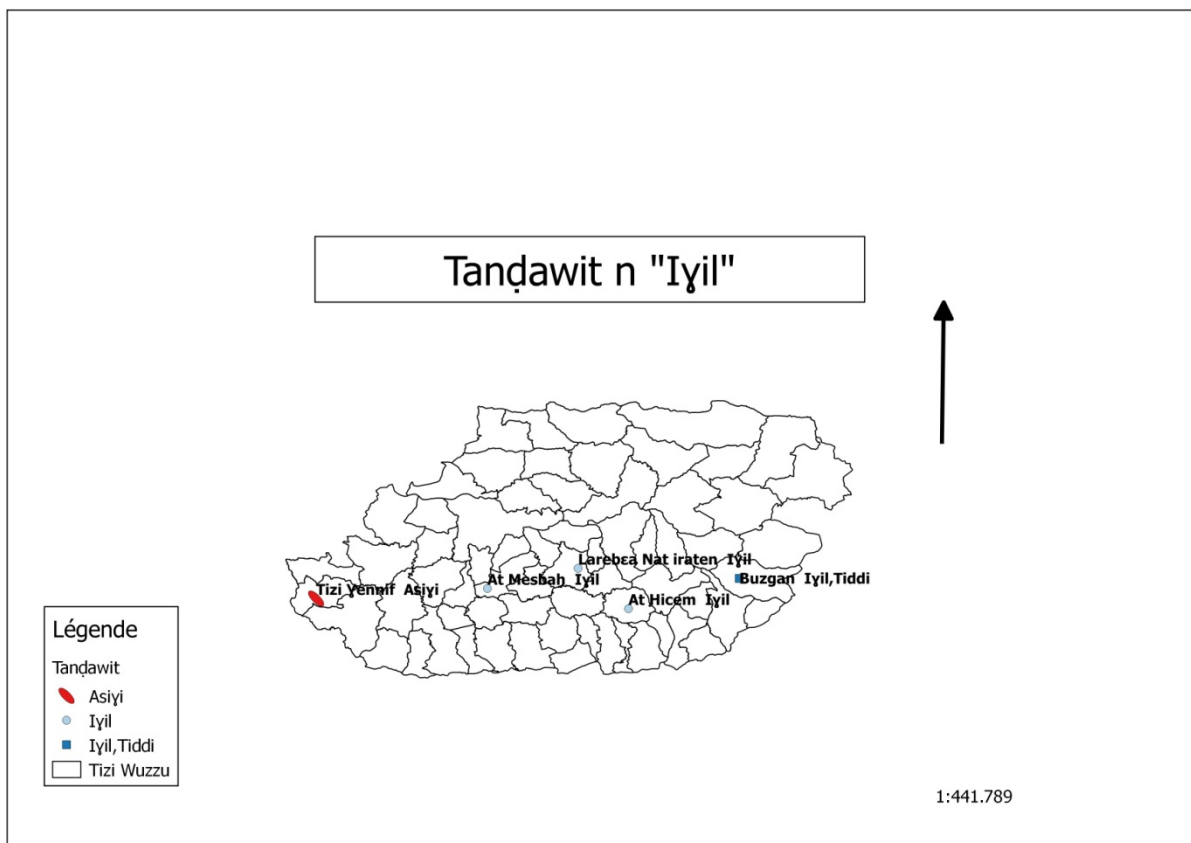 Tanḍawit n "Iɣil"
Larebɛa Nat iraten Iɣil
At Mesbaḥ Iɣil
Buzgan Iɣil,Tiddi
Tizi Ɣennif Asiɣi
At Hicem Iɣil
Légende
Tanḍawit
Asiɣi
Iɣil
Iɣil,Tiddi
Tizi Wuzzu
1:441.789